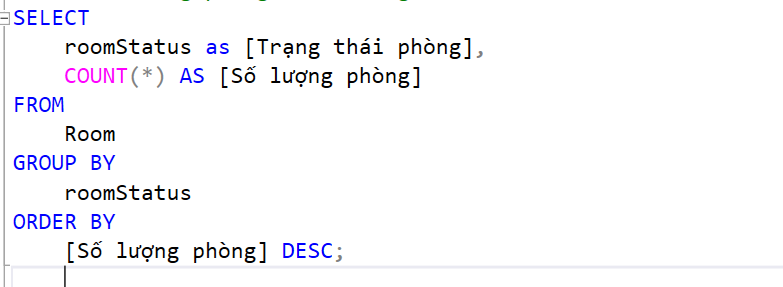 SELECT
roomStatus as [Trạng thái phòng],
COUNT(*) AS [Số lượng phòng]
FROM
Room
GROUP BY
roomStatus
ORDER BY
[Số lượng phòng] DESC;